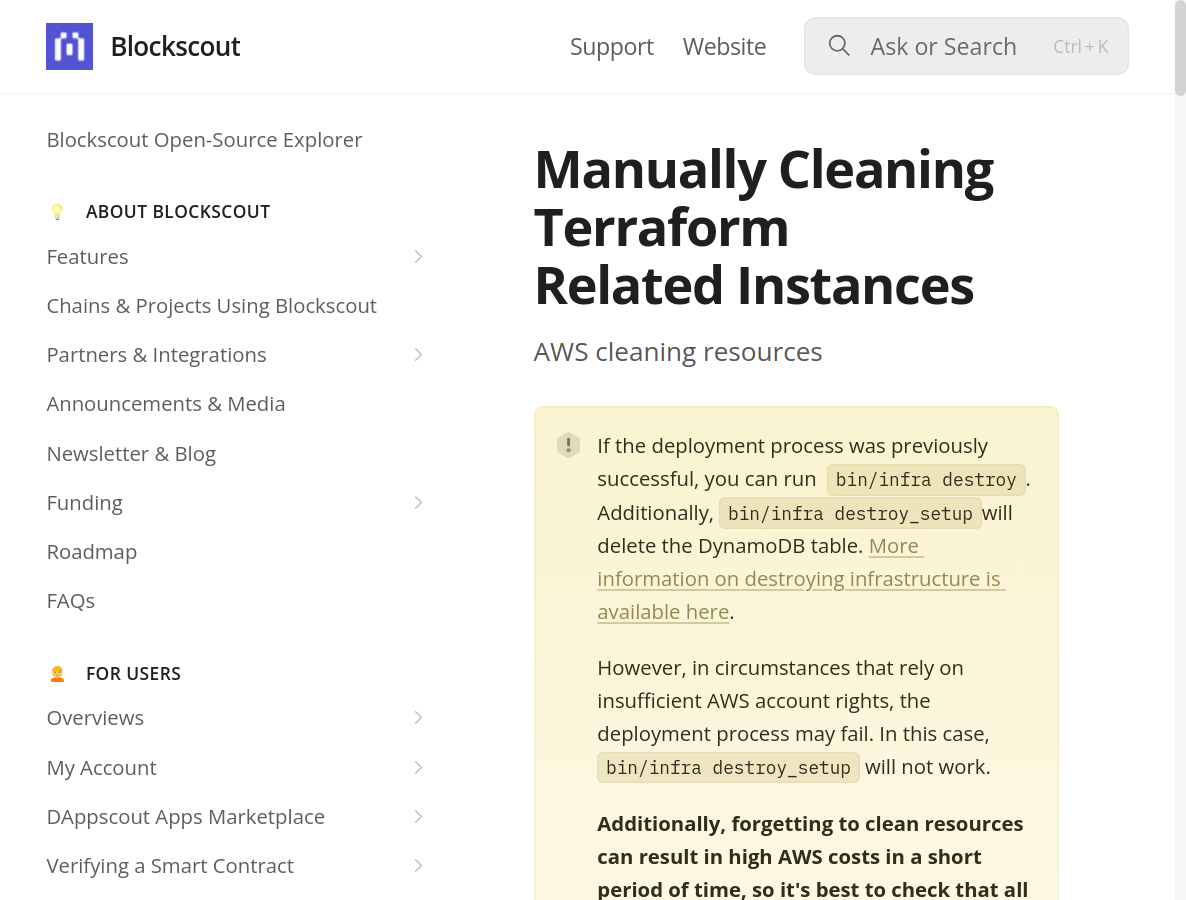 Blockscout
Support
Website
Ask or Search
Ctrl + K
Blockscout Open-Source Explorer
ABOUT BLOCKSCOUT
Features
Chains & Projects Using Blockscout
Partners & Integrations
Announcements & Media
Newsletter & Blog
Funding
Roadmap
FAQs
FOR USERS
Overviews
My Account
DAppscout Apps Marketplace
Verifying a Smart Contract
Manually Cleaning
Terraform
Related Instances
AWS cleaning resources
If the deployment process was previously
successful, you can run bin/infra destroy.
Additionally, bin/infra destroy_setup will
delete the DynamoDB table. More
information on destroying infrastructure is
available here.
However, in circumstances that rely on
insufficient AWS account rights, the
deployment process may fail. In this case,
bin/infra destroy_setup will not work.
Additionally, forgetting to clean resources
can result in high AWS costs in a short
period of time, so it's best to check that all